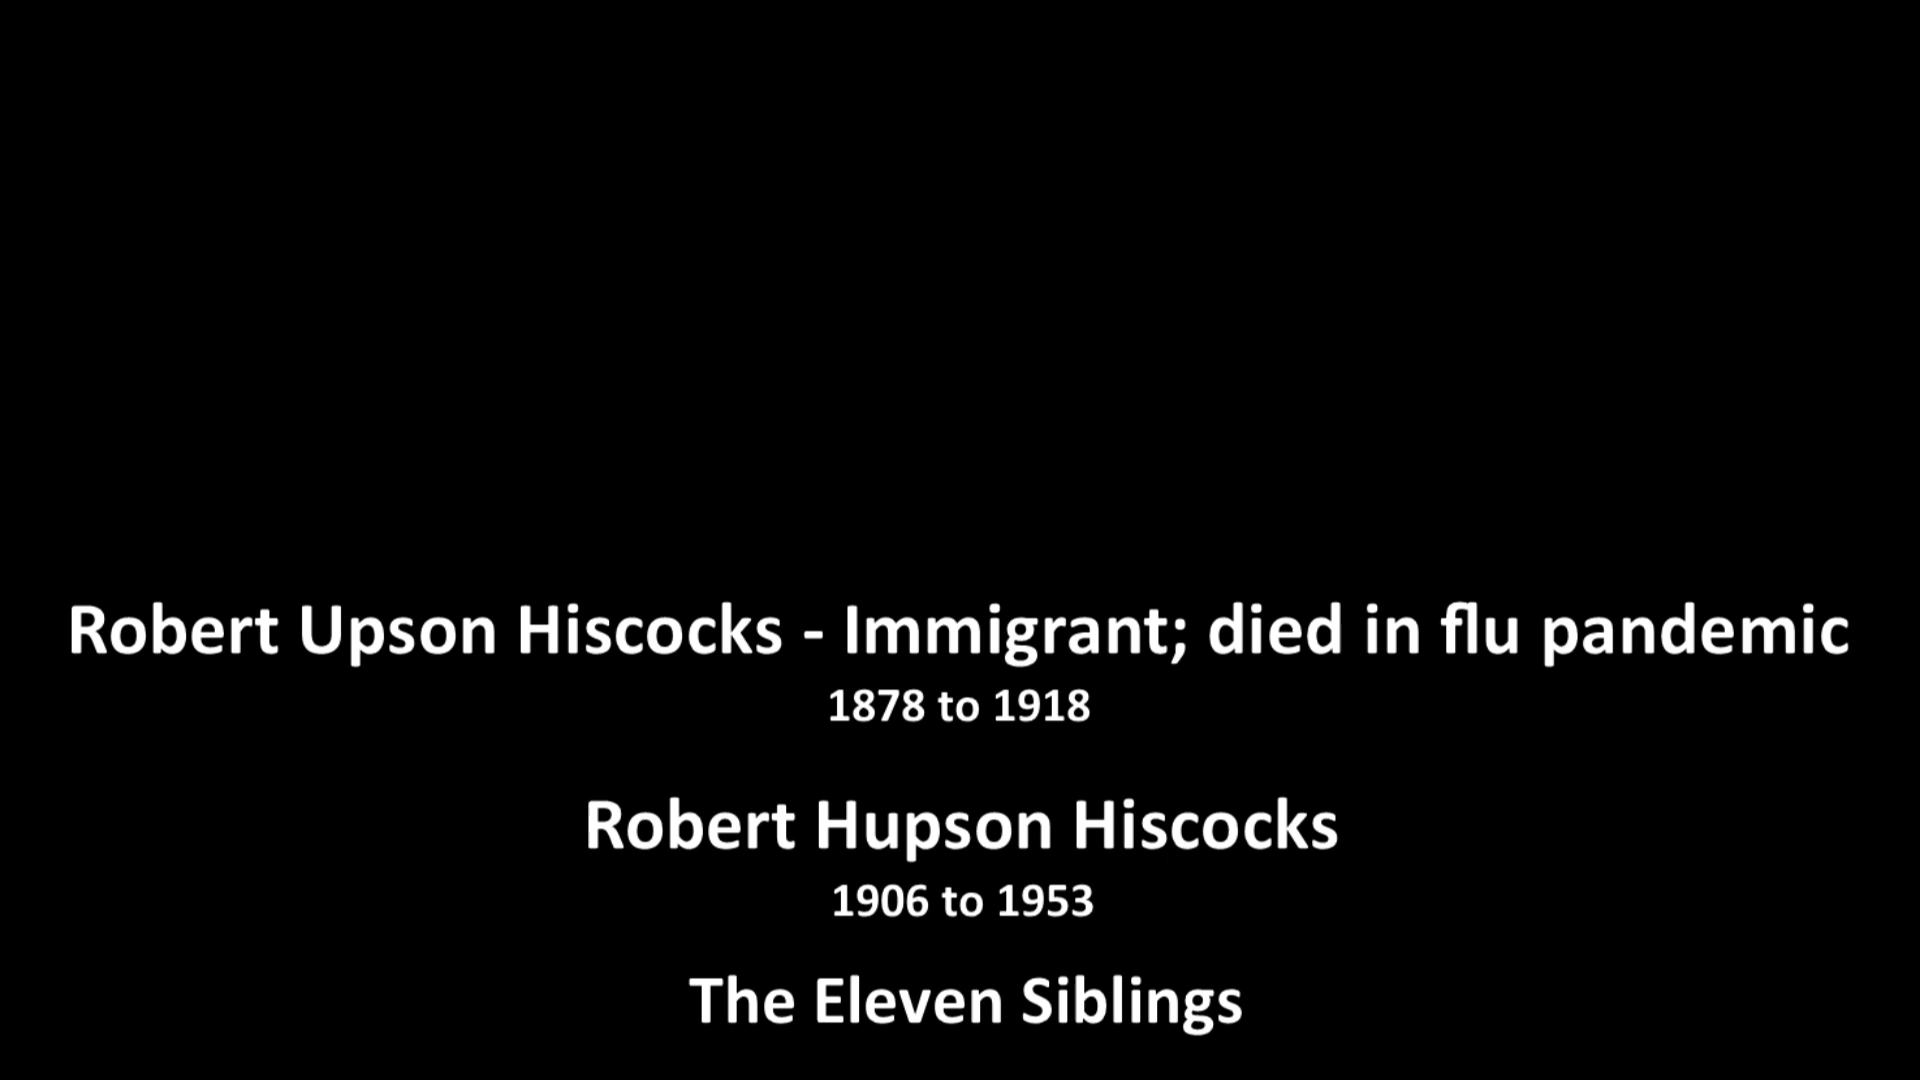 Robert Upson Hiscocks - Immigrant; died in flu pandemic
1878 to 1918
Robert Hupson Hiscocks
1906 to 1953
The Eleven Siblings